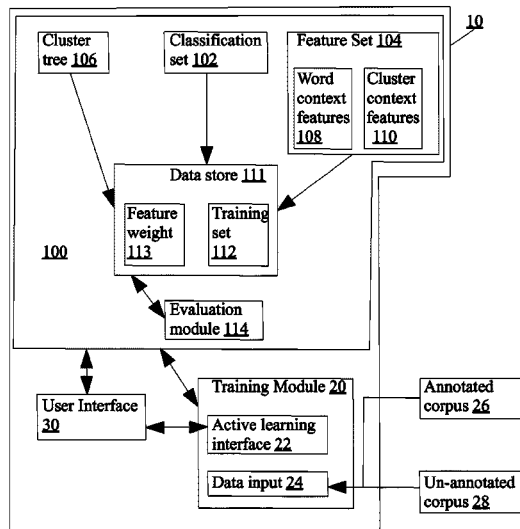 10
Cluster
tree 106
Classification
set 102
Feature Set 104
Word
context
features
108
Cluster
context
features
110
Data store 111
Feature
weight
113
Training
set
112
100
Evaluation
module 114
User Interface
30
Training Module 20
Active learning
interface 22
Data input 24
Annotated
corpus 26
Un-annotated
corpus 28